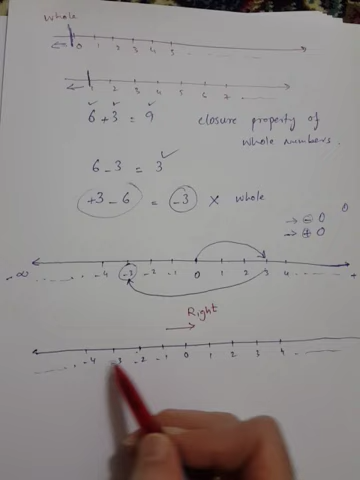 whole
0 1 2 3 4 5 ........
1 2 3 4 5 6 7 ........
6 + 3 = 9 closure property of
whole numbers.
6 - 3 = 3
+3 - 6 = -3 × whole
0
→ - 0
→ + 0
-∞ ........ -4 -3 -2 -1 0 1 2 3 4 ........ +
Right
→
........ -4 -3 -2 -1 0 1 2 3 4 ........